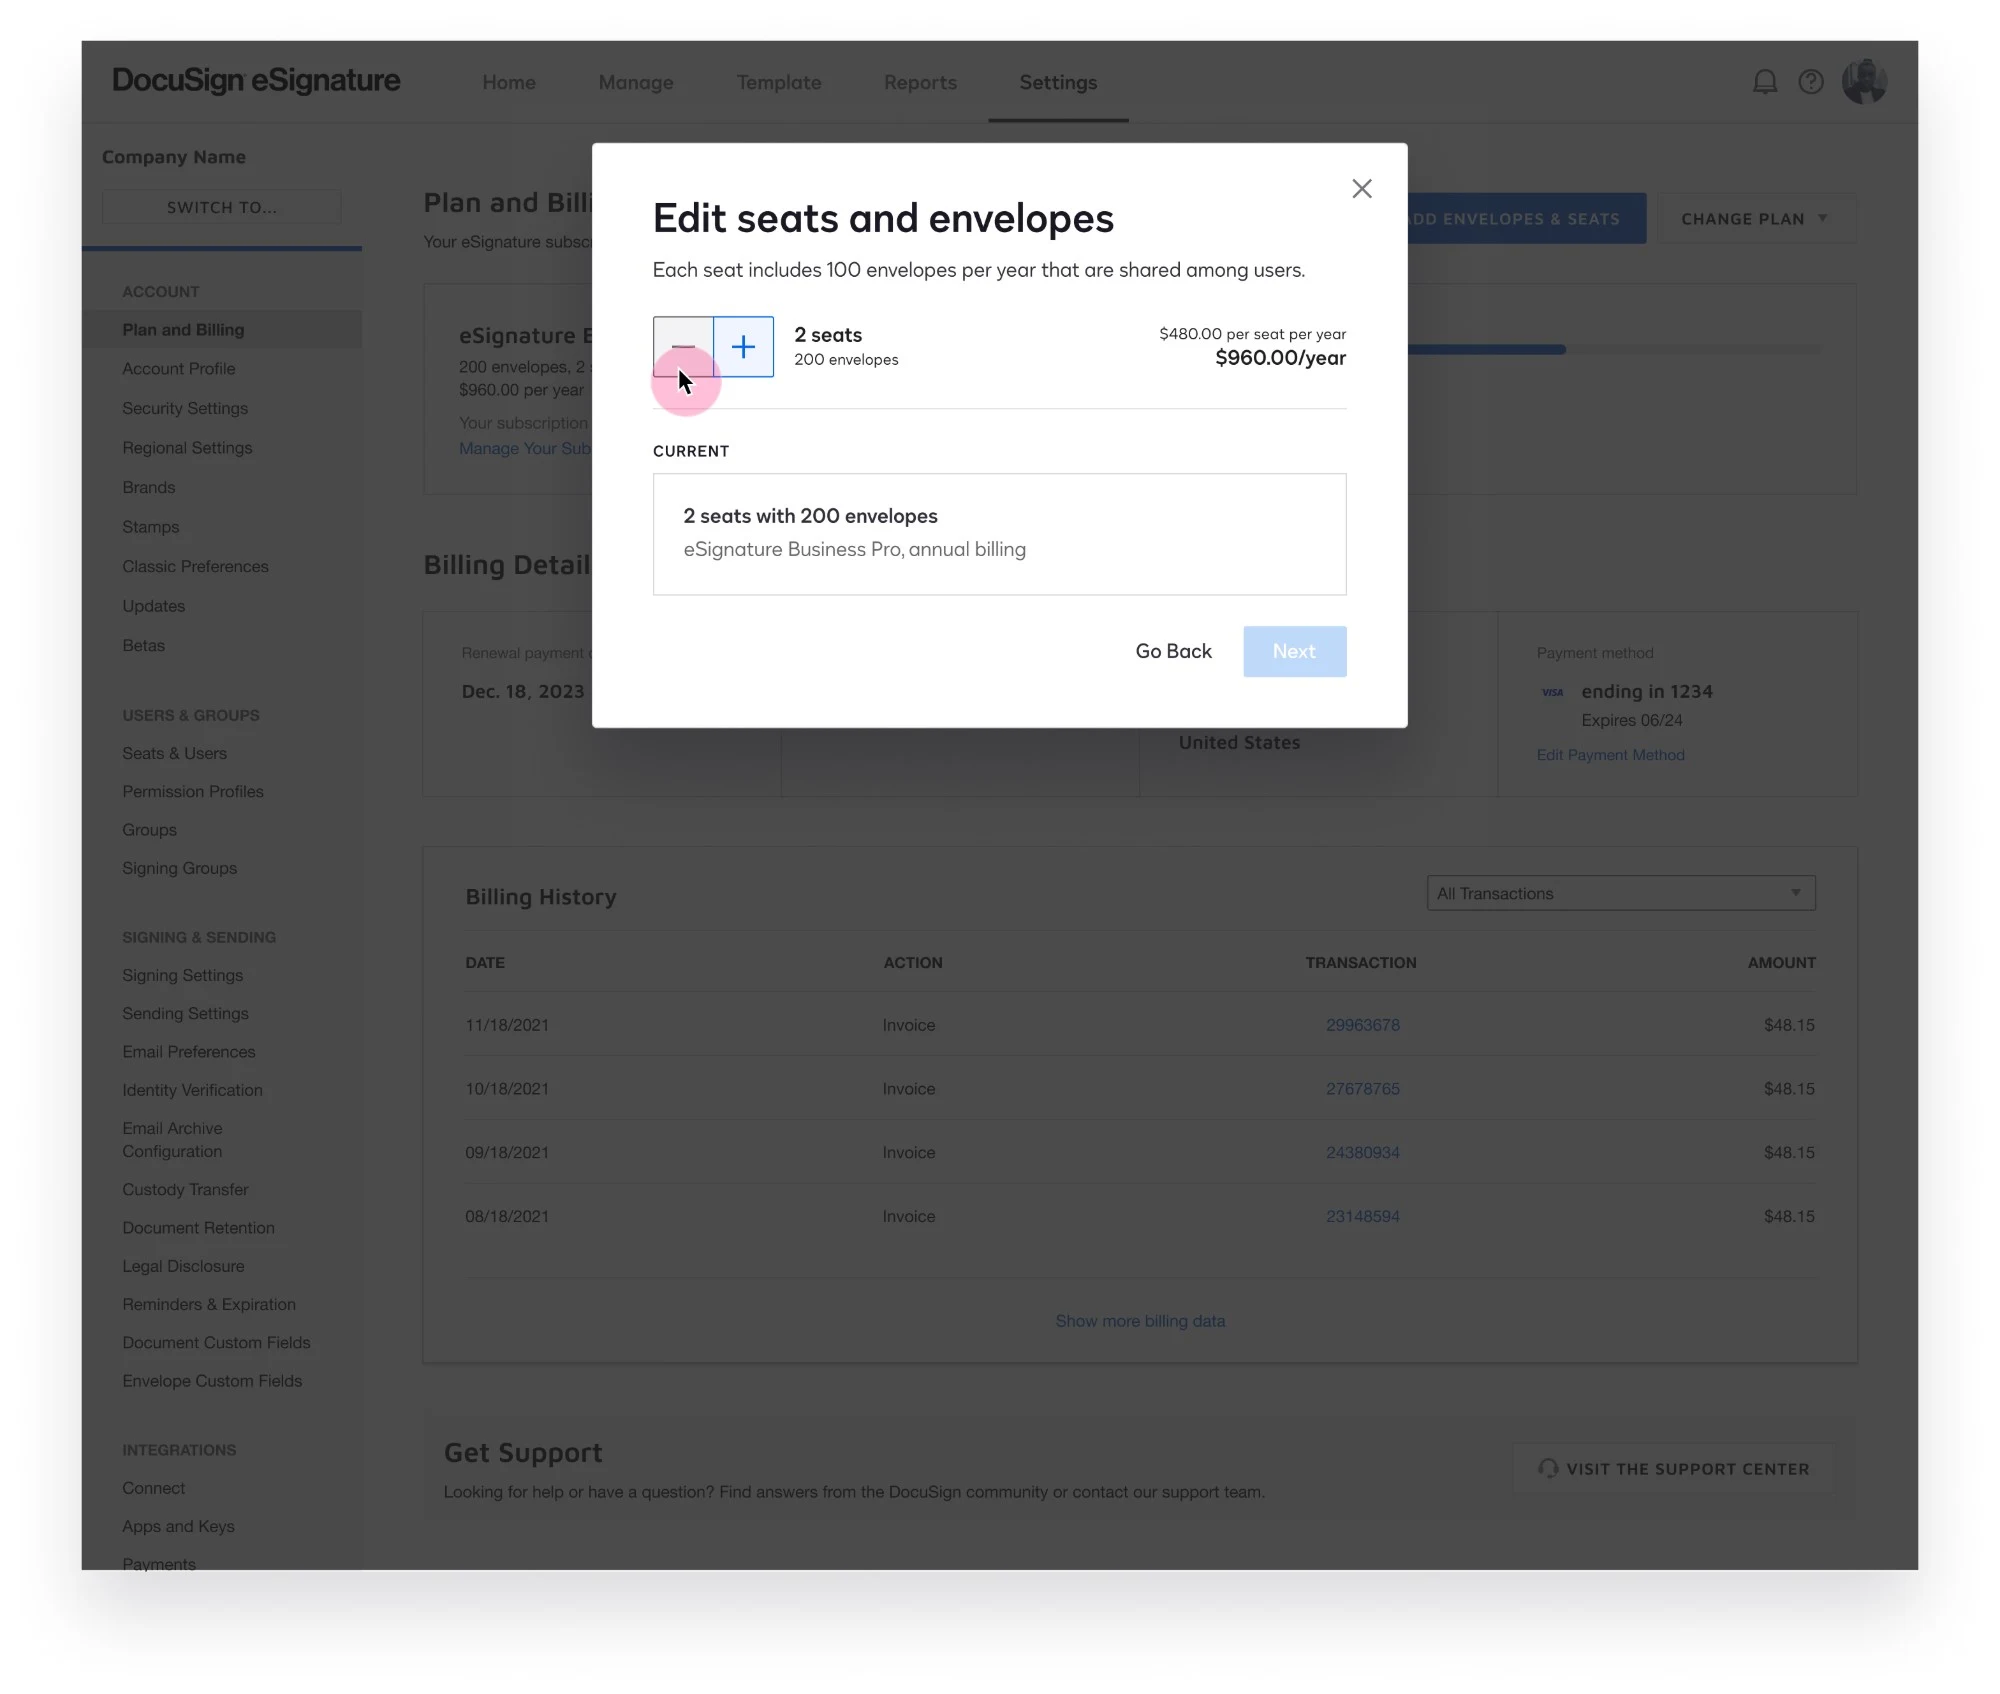 DocuSign eSignature
Home
Manage
Template
Reports
Settings
Company Name
SWITCH TO...
ACCOUNT
Plan and Billing
Account Profile
Security Settings
Regional Settings
Brands
Stamps
Classic Preferences
Updates
Betas
USERS & GROUPS
Seats & Users
Permission Profiles
Groups
Signing Groups
SIGNING & SENDING
Signing Settings
Sending Settings
Email Preferences
Identity Verification
Email Archive
Configuration
Custody Transfer
Document Retention
Legal Disclosure
Reminders & Expiration
Document Custom Fields
Envelope Custom Fields
INTEGRATIONS
Connect
Apps and Keys
Payments
Plan and
Your eSignature
ENVELOPES & SEATS
CHANGE PLAN
eSignature
200 envelopes, 2
$960.00 per year
Your subscription
Manage Your
Edit seats and envelopes
Each seat includes 100 envelopes per year that are shared among users.
2 seats
200 envelopes
$480.00 per seat per year
$960.00/year
CURRENT
2 seats with 200 envelopes
eSignature Business Pro, annual billing
Go Back
Next
Billing
Renewal payment
Dec. 18, 2023
United States
Payment method
VISA
ending in 1234
Expires 06/24
Edit Payment Method
Billing History
All Transactions
DATE ACTION TRANSACTION AMOUNT
11/18/2021 Invoice 29963678 $48.15
10/18/2021 Invoice 27678765 $48.15
09/18/2021 Invoice 24380934 $48.15
08/18/2021 Invoice 23148594 $48.15
Show more billing data
Get Support
Looking for help or have a question? Find answers from the DocuSign community or contact our support team.
VISIT THE SUPPORT CENTER